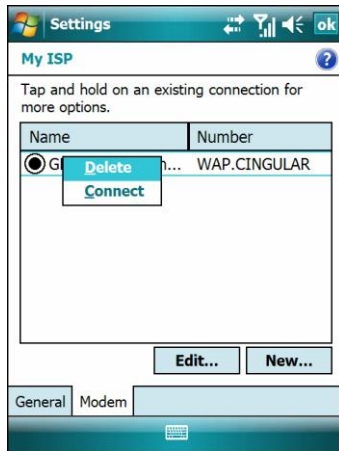 Settings
ok
My ISP
?
Tap and hold on an existing connection for
more options.
Name Number
WAP.CINGULAR
Delete
Connect
Edit... New...
General Modem